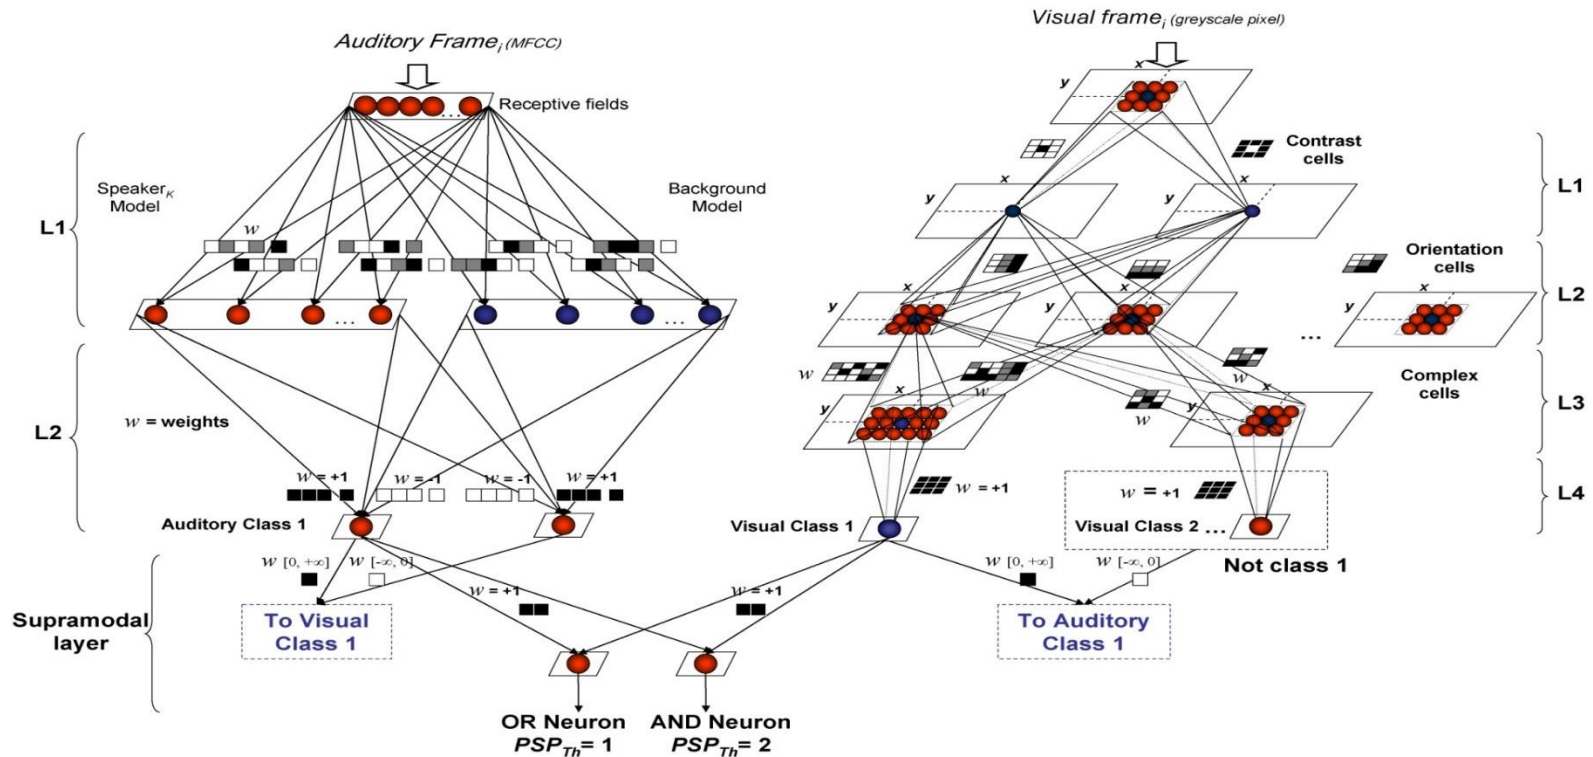 Auditory Frame_i (MFCC)
Receptive fields
L1
Speaker_K
Model
Background
Model
w
...
...
...
L2
w = weights
w = +1
w = -1
w = -1
w = +1
Auditory Class 1
w [0, +∞]
w [-∞, 0]
Supramodal
layer
To Visual
Class 1
w = +1
w = +1
OR Neuron
PSP_Th = 1
AND Neuron
PSP_Th = 2
Visual frame_i (greyscale pixel)
x
y
Contrast
cells
L1
x
y
x
y
Orientation
cells
L2
x
y
x
y
x
y
...
w
w
w
w
Complex
cells
L3
x
y
x
y
L4
w = +1
w = +1
Visual Class 1
Visual Class 2 ...
Not class 1
w [0, +∞]
w [-∞, 0]
To Auditory
Class 1